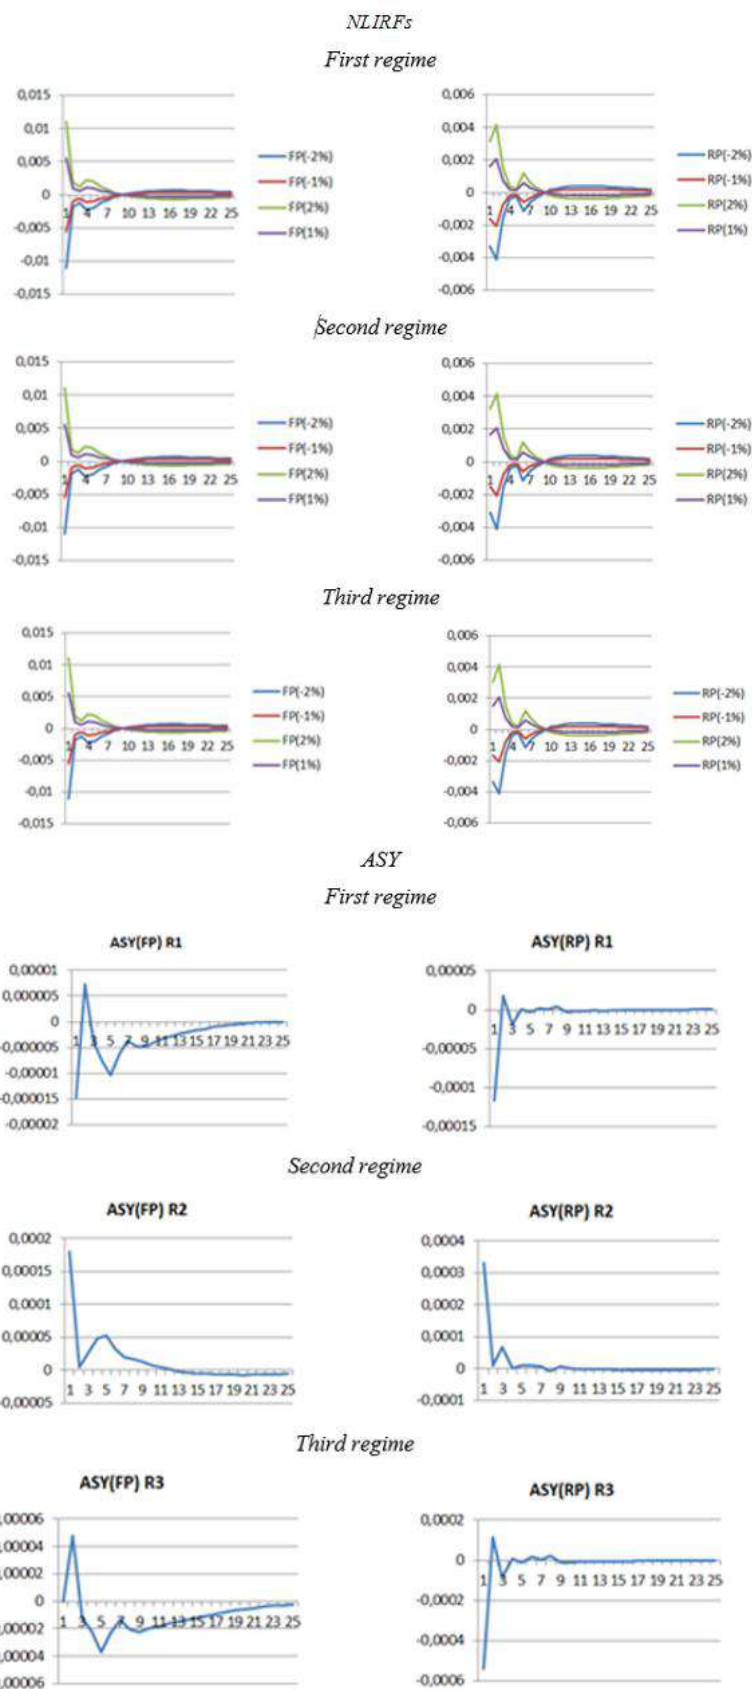 NLIRFs
First regime
0,015
0,01
0,005
0
-0,005
-0,01
-0,015
1 4 7 10 13 16 19 22 25
FP(-2%)
FP(-1%)
FP(2%)
FP(1%)
0,006
0,004
0,002
0
-0,002
-0,004
-0,006
1 4 7 10 13 16 19 22 25
RP(-2%)
RP(-1%)
RP(2%)
RP(1%)
Second regime
0,015
0,01
0,005
0
-0,005
-0,01
-0,015
1 4 7 10 13 16 19 22 25
FP(-2%)
FP(-1%)
FP(2%)
FP(1%)
0,006
0,004
0,002
0
-0,002
-0,004
-0,006
1 4 7 10 13 16 19 22 25
RP(-2%)
RP(-1%)
RP(2%)
RP(1%)
Third regime
0,015
0,01
0,005
0
-0,005
-0,01
-0,015
1 4 7 10 13 16 19 22 25
FP(-2%)
FP(-1%)
FP(2%)
FP(1%)
0,006
0,004
0,002
0
-0,002
-0,004
-0,006
1 4 7 10 13 16 19 22 25
RP(-2%)
RP(-1%)
RP(2%)
RP(1%)
ASY
First regime
ASY(FP) R1
0,00001
0,000005
0
-0,000005
-0,00001
-0,000015
-0,00002
1 3 5 7 9 11 13 15 17 19 21 23 25
ASY(RP) R1
0,00005
0
-0,00005
-0,0001
-0,00015
1 3 5 7 9 11 13 15 17 19 21 23 25
Second regime
ASY(FP) R2
0,0002
0,00015
0,0001
0,00005
0
-0,00005
1 3 5 7 9 11 13 15 17 19 21 23 25
ASY(RP) R2
0,0004
0,0003
0,0002
0,0001
0
-0,0001
1 3 5 7 9 11 13 15 17 19 21 23 25
Third regime
ASY(FP) R3
,00006
,00004
,00002
0
,00002
,00004
,00006
1 3 5 7 9 11 13 15 17 19 21 23 25
ASY(RP) R3
0,0002
0
-0,0002
-0,0004
-0,0006
1 3 5 7 9 11 13 15 17 19 21 23 25